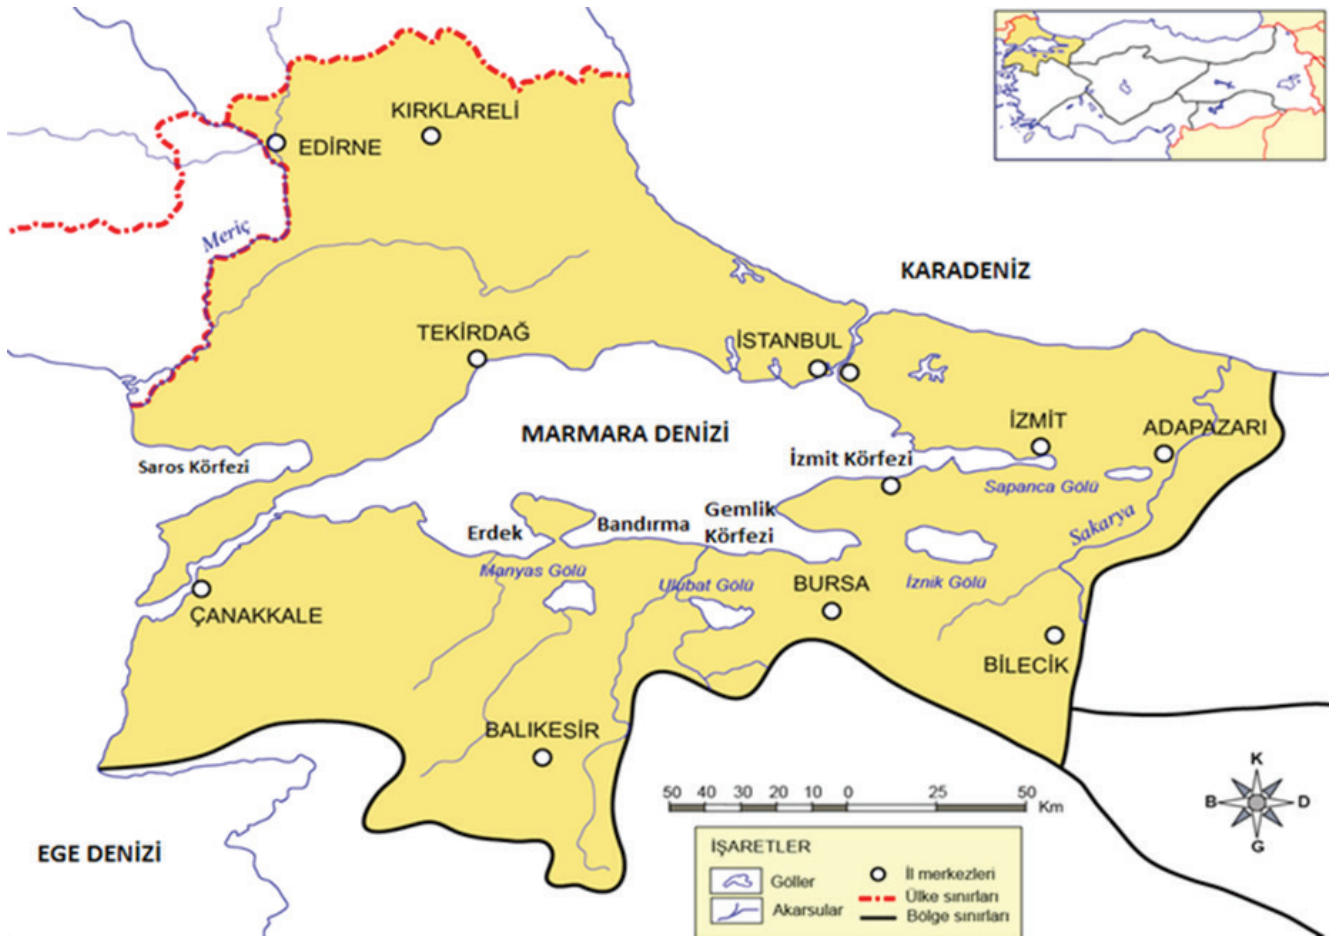 KIRKLARELİ
EDİRNE
Meriç
KARADENİZ
TEKİRDAĞ
İSTANBUL
MARMARA DENİZİ
İZMİT
ADAPAZARI
Saros Körfezi
İzmit Körfezi
Sapanca Gölü
Gemlik
Körfezi
Erdek
Bandırma
Sakarya
Manyas Gölü
Ulubat Gölü
İznik Gölü
BURSA
ÇANAKKALE
BİLECİK
BALIKESİR
EGE DENİZİ
50 40 30 20 10 0 25 50
Km
K
B D
G
İŞARETLER
Göller
Akarsular
İl merkezleri
Ülke sınırları
Bölge sınırları